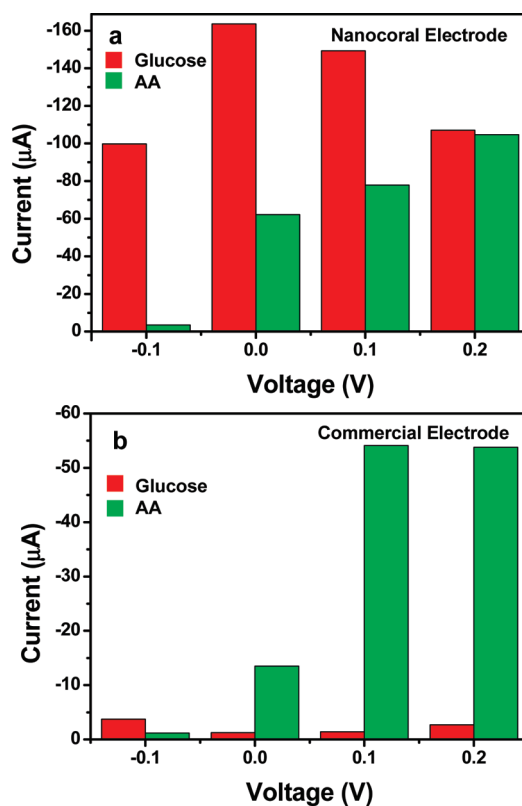 a
Nanocoral Electrode
Glucose
AA
Current (μA)
-160
-140
-120
-100
-80
-60
-40
-20
0
-0.1 0.0 0.1 0.2
Voltage (V)
b
Commercial Electrode
Glucose
AA
Current (μA)
-60
-50
-40
-30
-20
-10
0
-0.1 0.0 0.1 0.2
Voltage (V)